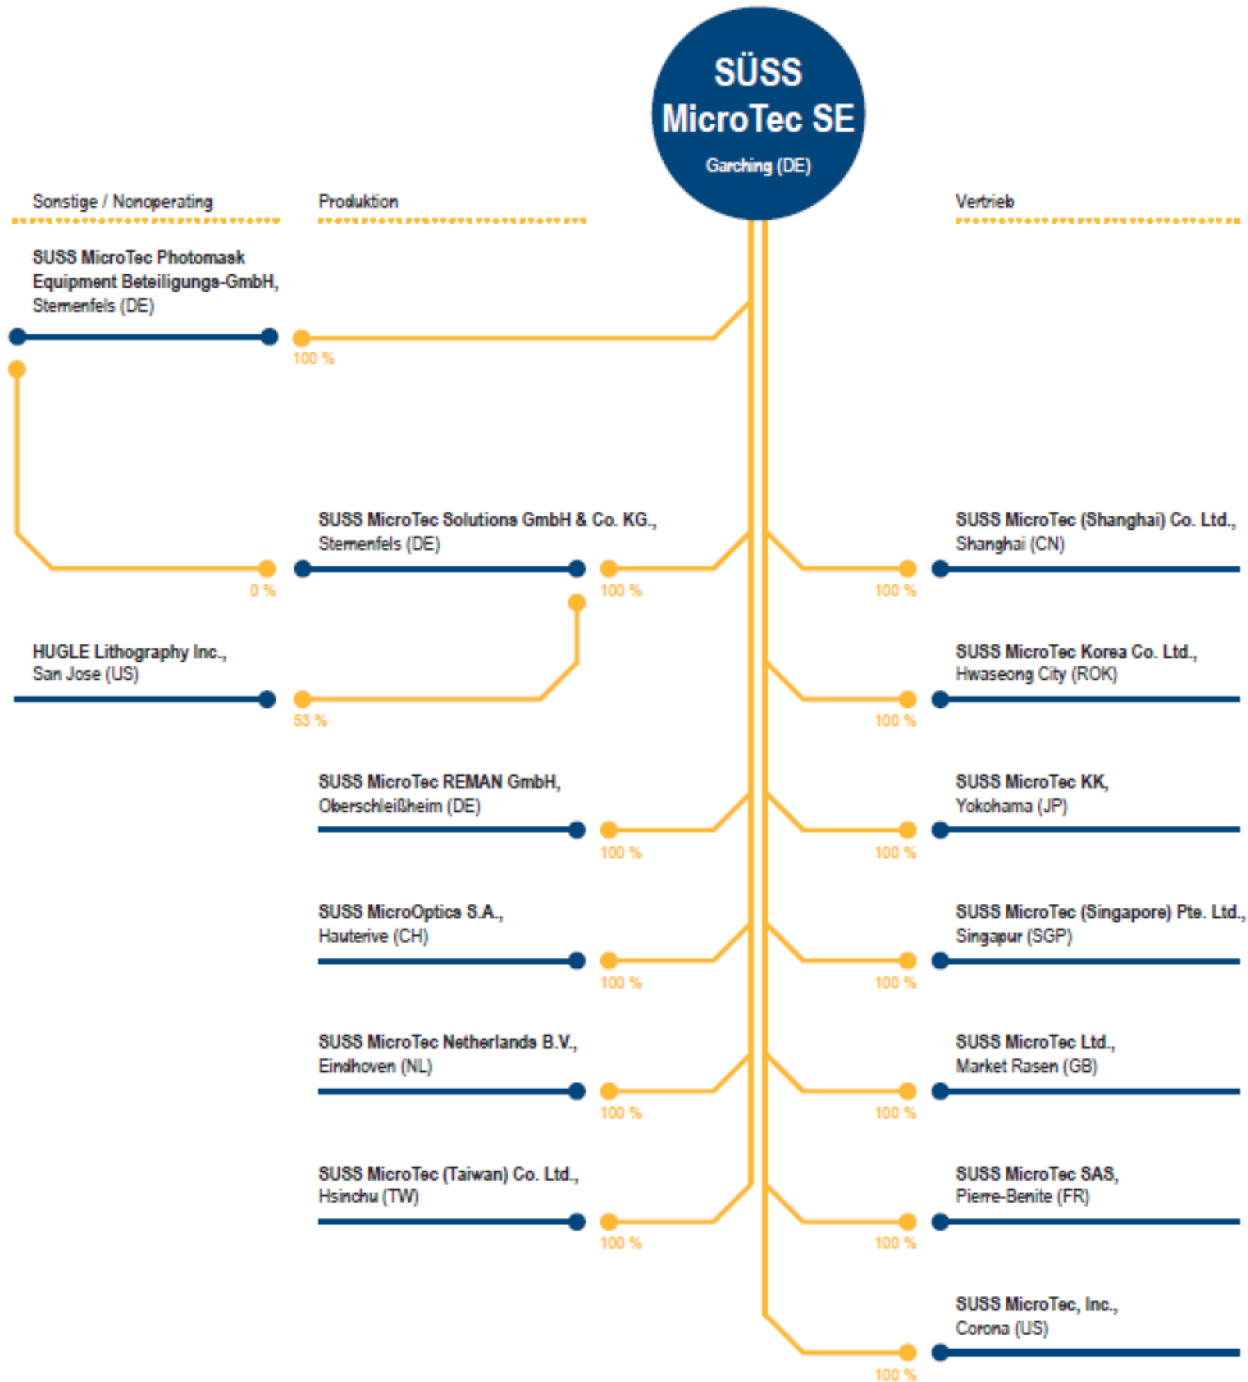 SÜSS
MicroTec SE
Garching (DE)
Sonstige / Nonoperating
Produktion
Vertrieb
SUSS MicroTec Photomask
Equipment Beteiligungs-GmbH,
Sternenfels (DE)
100 %
SUSS MicroTec Solutions GmbH & Co. KG.,
Sternenfels (DE)
0 %
100 %
SUSS MicroTec (Shanghai) Co. Ltd.,
Shanghai (CN)
100 %
HUGLE Lithography Inc.,
San Jose (US)
53 %
SUSS MicroTec Korea Co. Ltd.,
Hwaseong City (ROK)
100 %
SUSS MicroTec REMAN GmbH,
Oberschleißheim (DE)
100 %
SUSS MicroTec KK,
Yokohama (JP)
100 %
SUSS MicroOptics S.A.,
Hauterive (CH)
100 %
SUSS MicroTec (Singapore) Pte. Ltd.,
Singapur (SGP)
100 %
SUSS MicroTec Netherlands B.V.,
Eindhoven (NL)
100 %
SUSS MicroTec Ltd.,
Market Rasen (GB)
100 %
SUSS MicroTec (Taiwan) Co. Ltd.,
Hsinchu (TW)
100 %
SUSS MicroTec SAS,
Pierre-Benite (FR)
100 %
SUSS MicroTec, Inc.,
Corona (US)
100 %